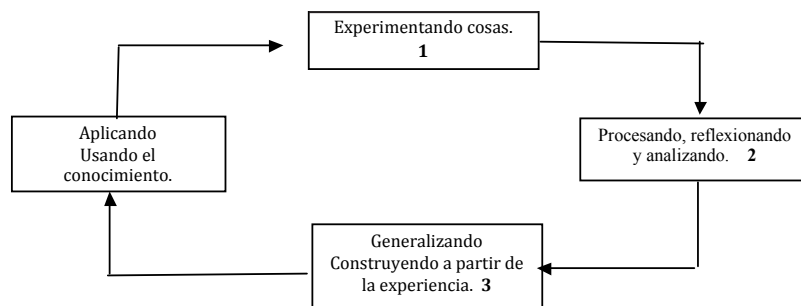 Experimentando cosas.
1
Procesando, reflexionando
y analizando. 2
Generalizando
Construyendo a partir de
la experiencia. 3
Aplicando
Usando el
conocimiento.